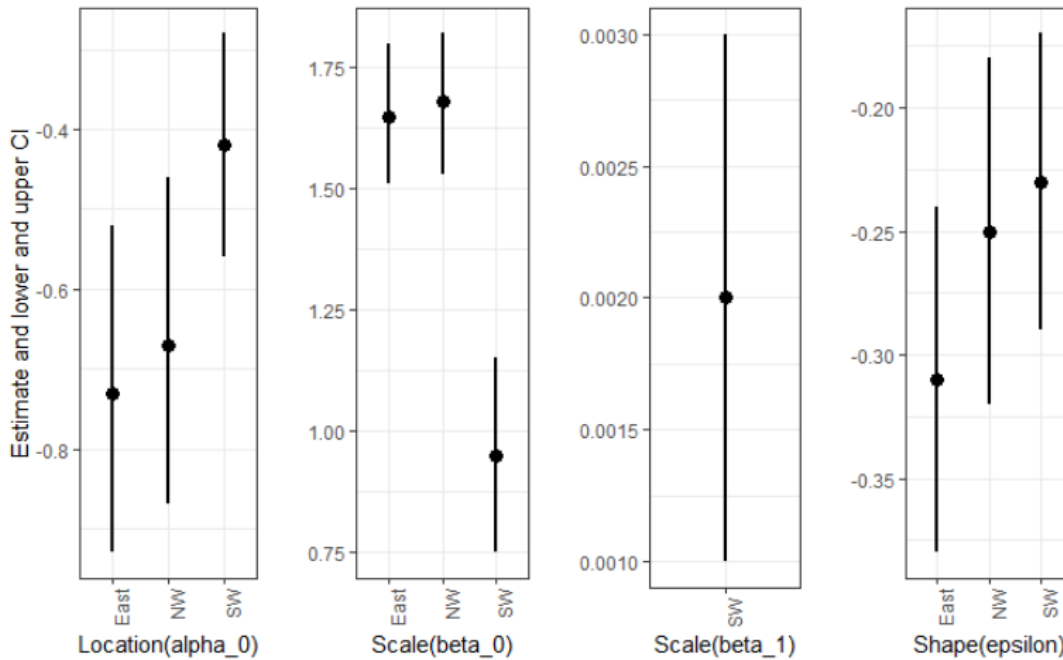 Estimate and lower and upper CI
-0.4
-0.6
-0.8
East
NW
SW
Location(alpha_0)
1.75
1.50
1.25
1.00
0.75
East
NW
SW
Scale(beta_0)
0.0030
0.0025
0.0020
0.0015
0.0010
SW
Scale(beta_1)
-0.20
-0.25
-0.30
-0.35
East
NW
SW
Shape(epsilon)